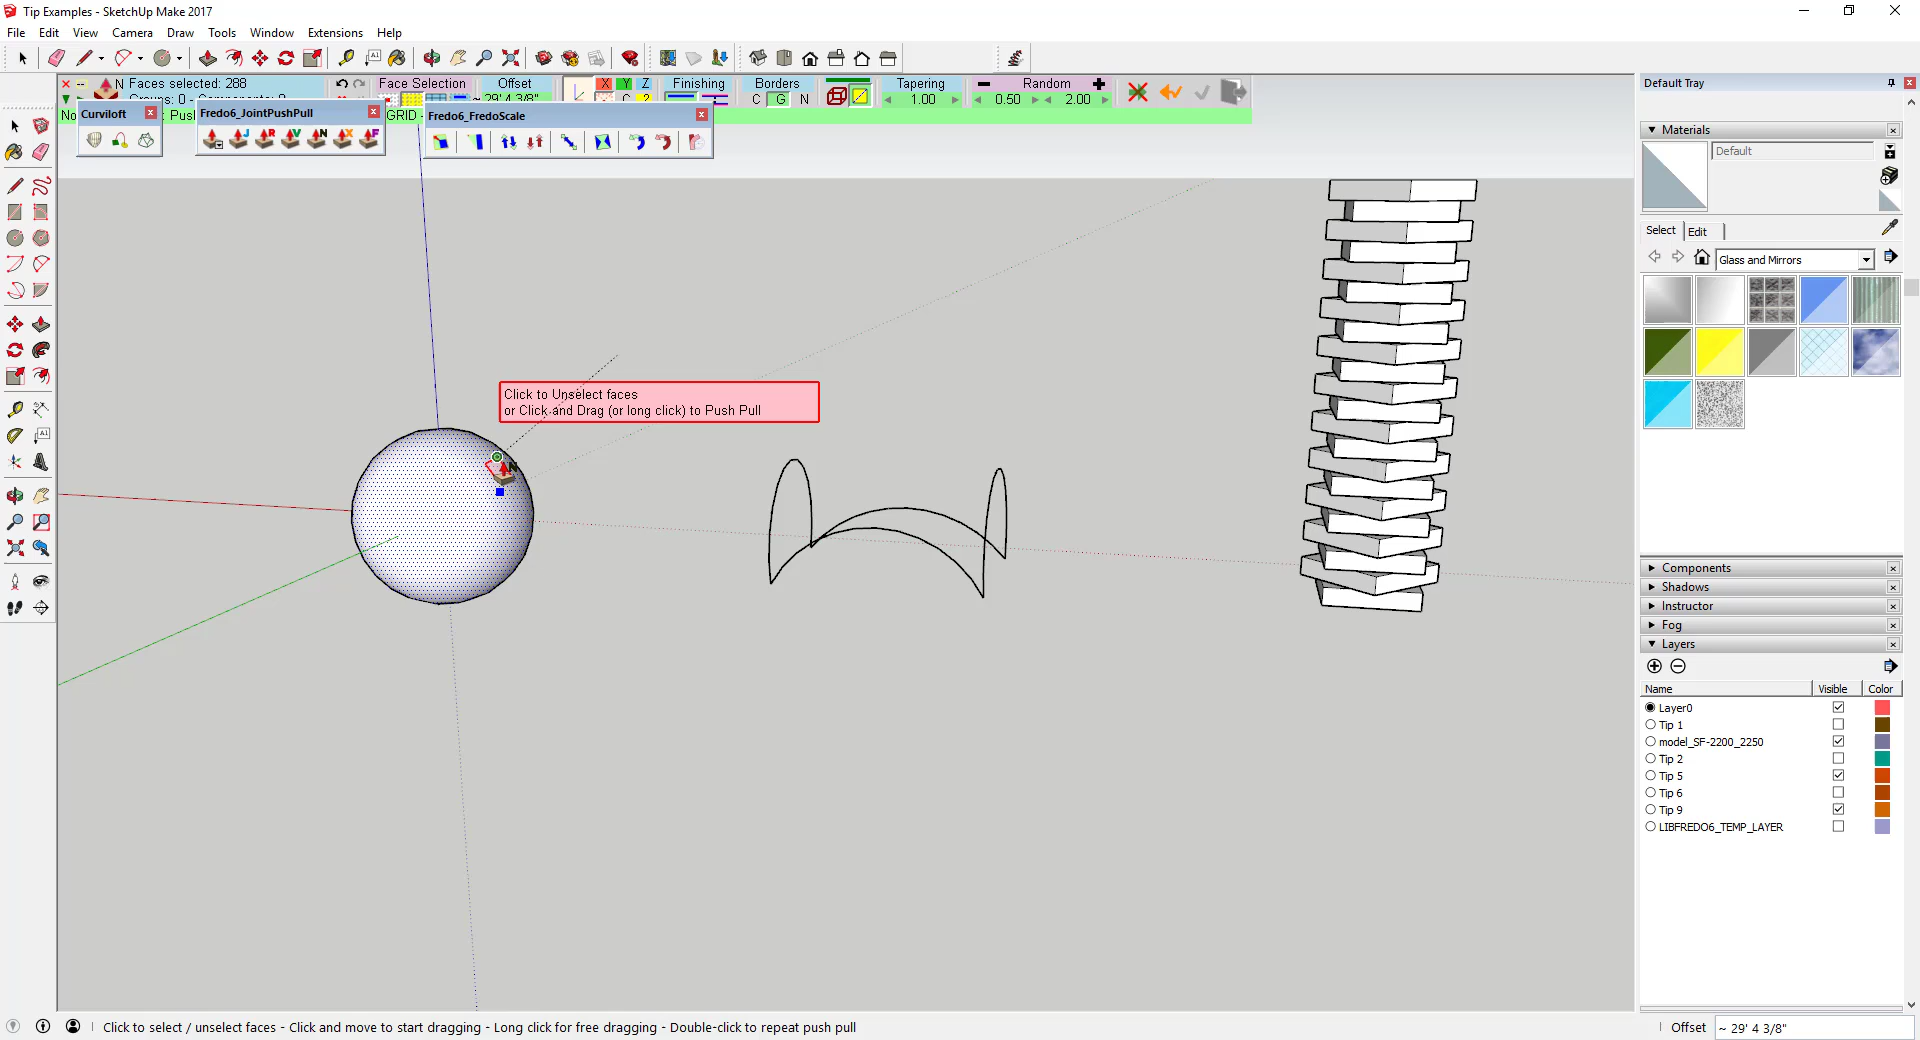 Tip Examples - SketchUp Make 2017
File Edit View Camera Draw Tools Window Extensions Help
N Faces selected: 288
Face Selection
Offset
X Y Z
Finishing
Borders
Tapering
Random
~ 29' 4 3/8"
C G N
1.00
0.50
2.00
GRID
Curviloft
Fredo6_JointPushPull
Fredo6_FredoScale
J R V N X F
Click to Unselect faces
or Click and Drag (or long click) to Push Pull
N
Default Tray
Materials
Default
Select Edit
Glass and Mirrors
Components
Shadows
Instructor
Fog
Layers
Name Visible Color
Layer0
Tip 1
model_SF-2200_2250
Tip 2
Tip 5
Tip 6
Tip 9
LIBFREDO6_TEMP_LAYER
Click to select / unselect faces - Click and move to start dragging - Long click for free dragging - Double-click to repeat push pull
Offset ~ 29' 4 3/8"